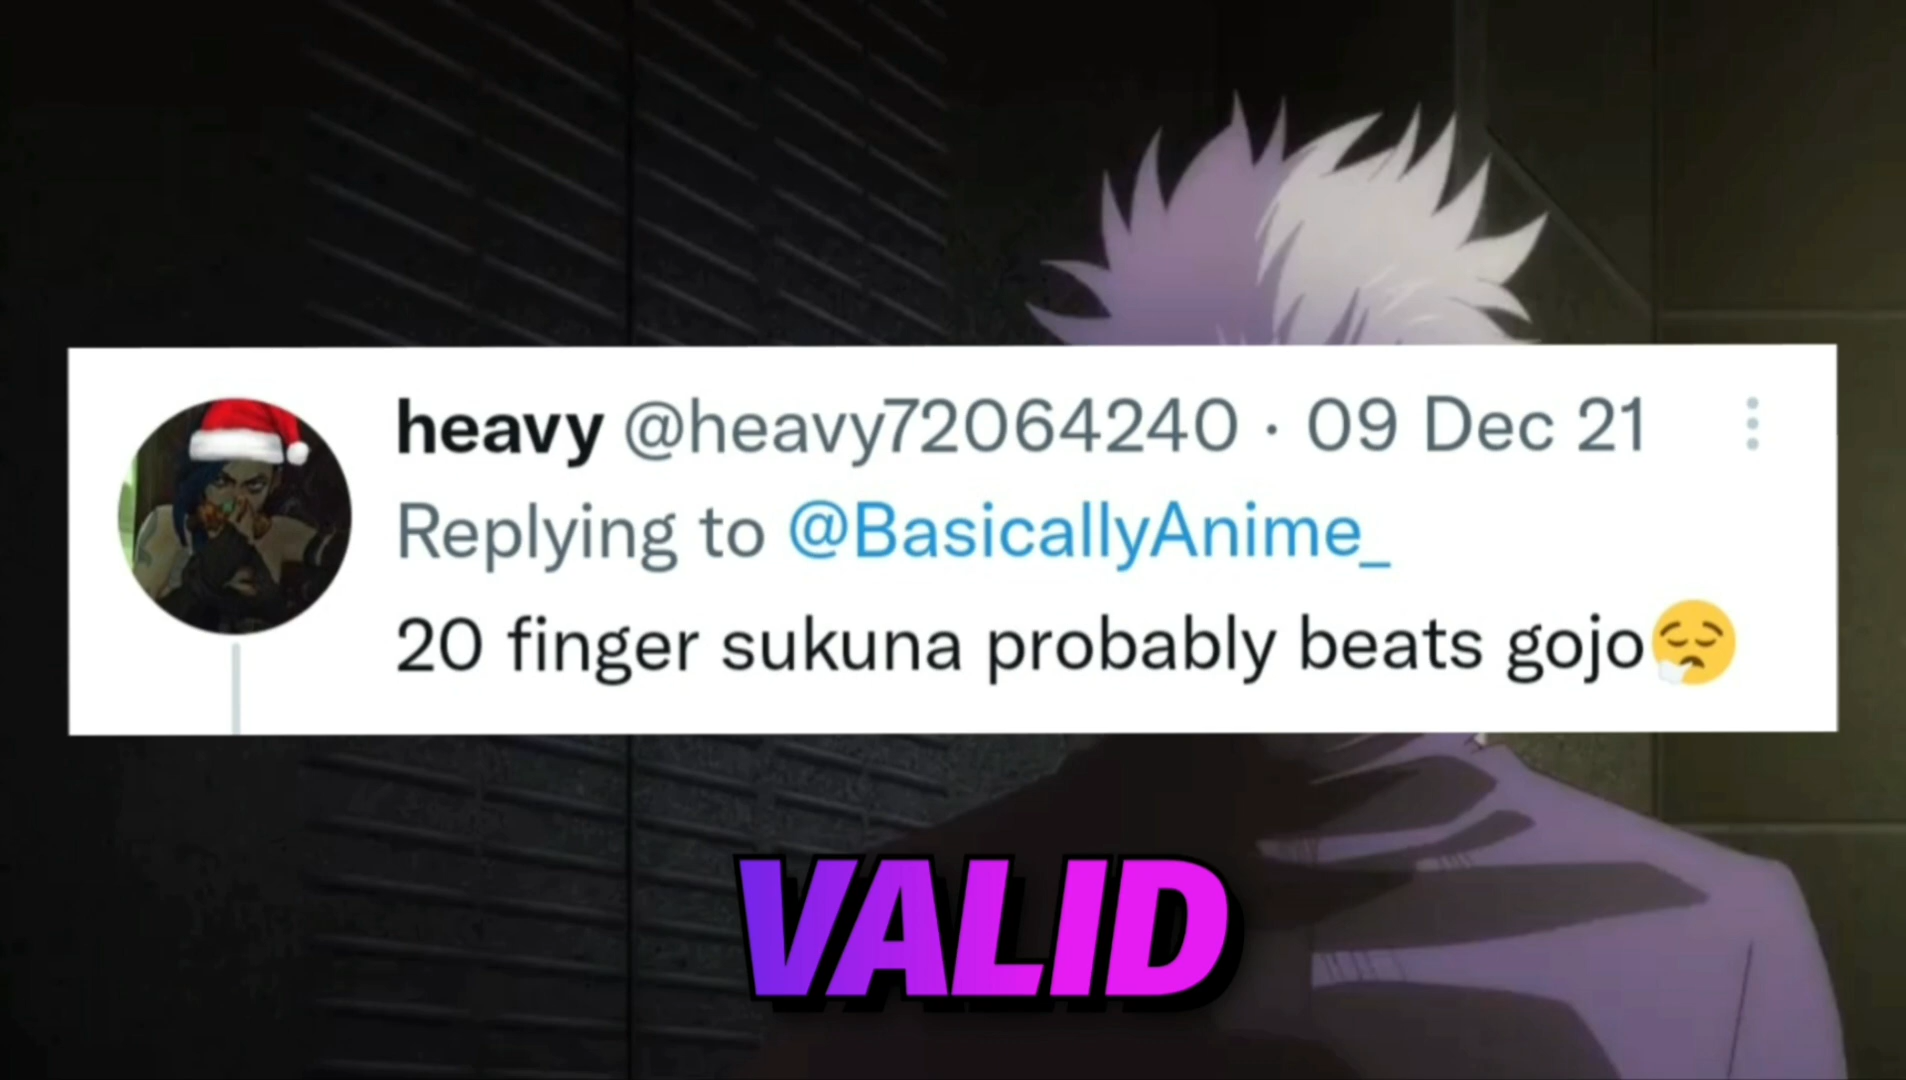 heavy @heavy72064240 · 09 Dec 21
Replying to @BasicallyAnime_
20 finger sukuna probably beats gojo😮‍💨
VALID